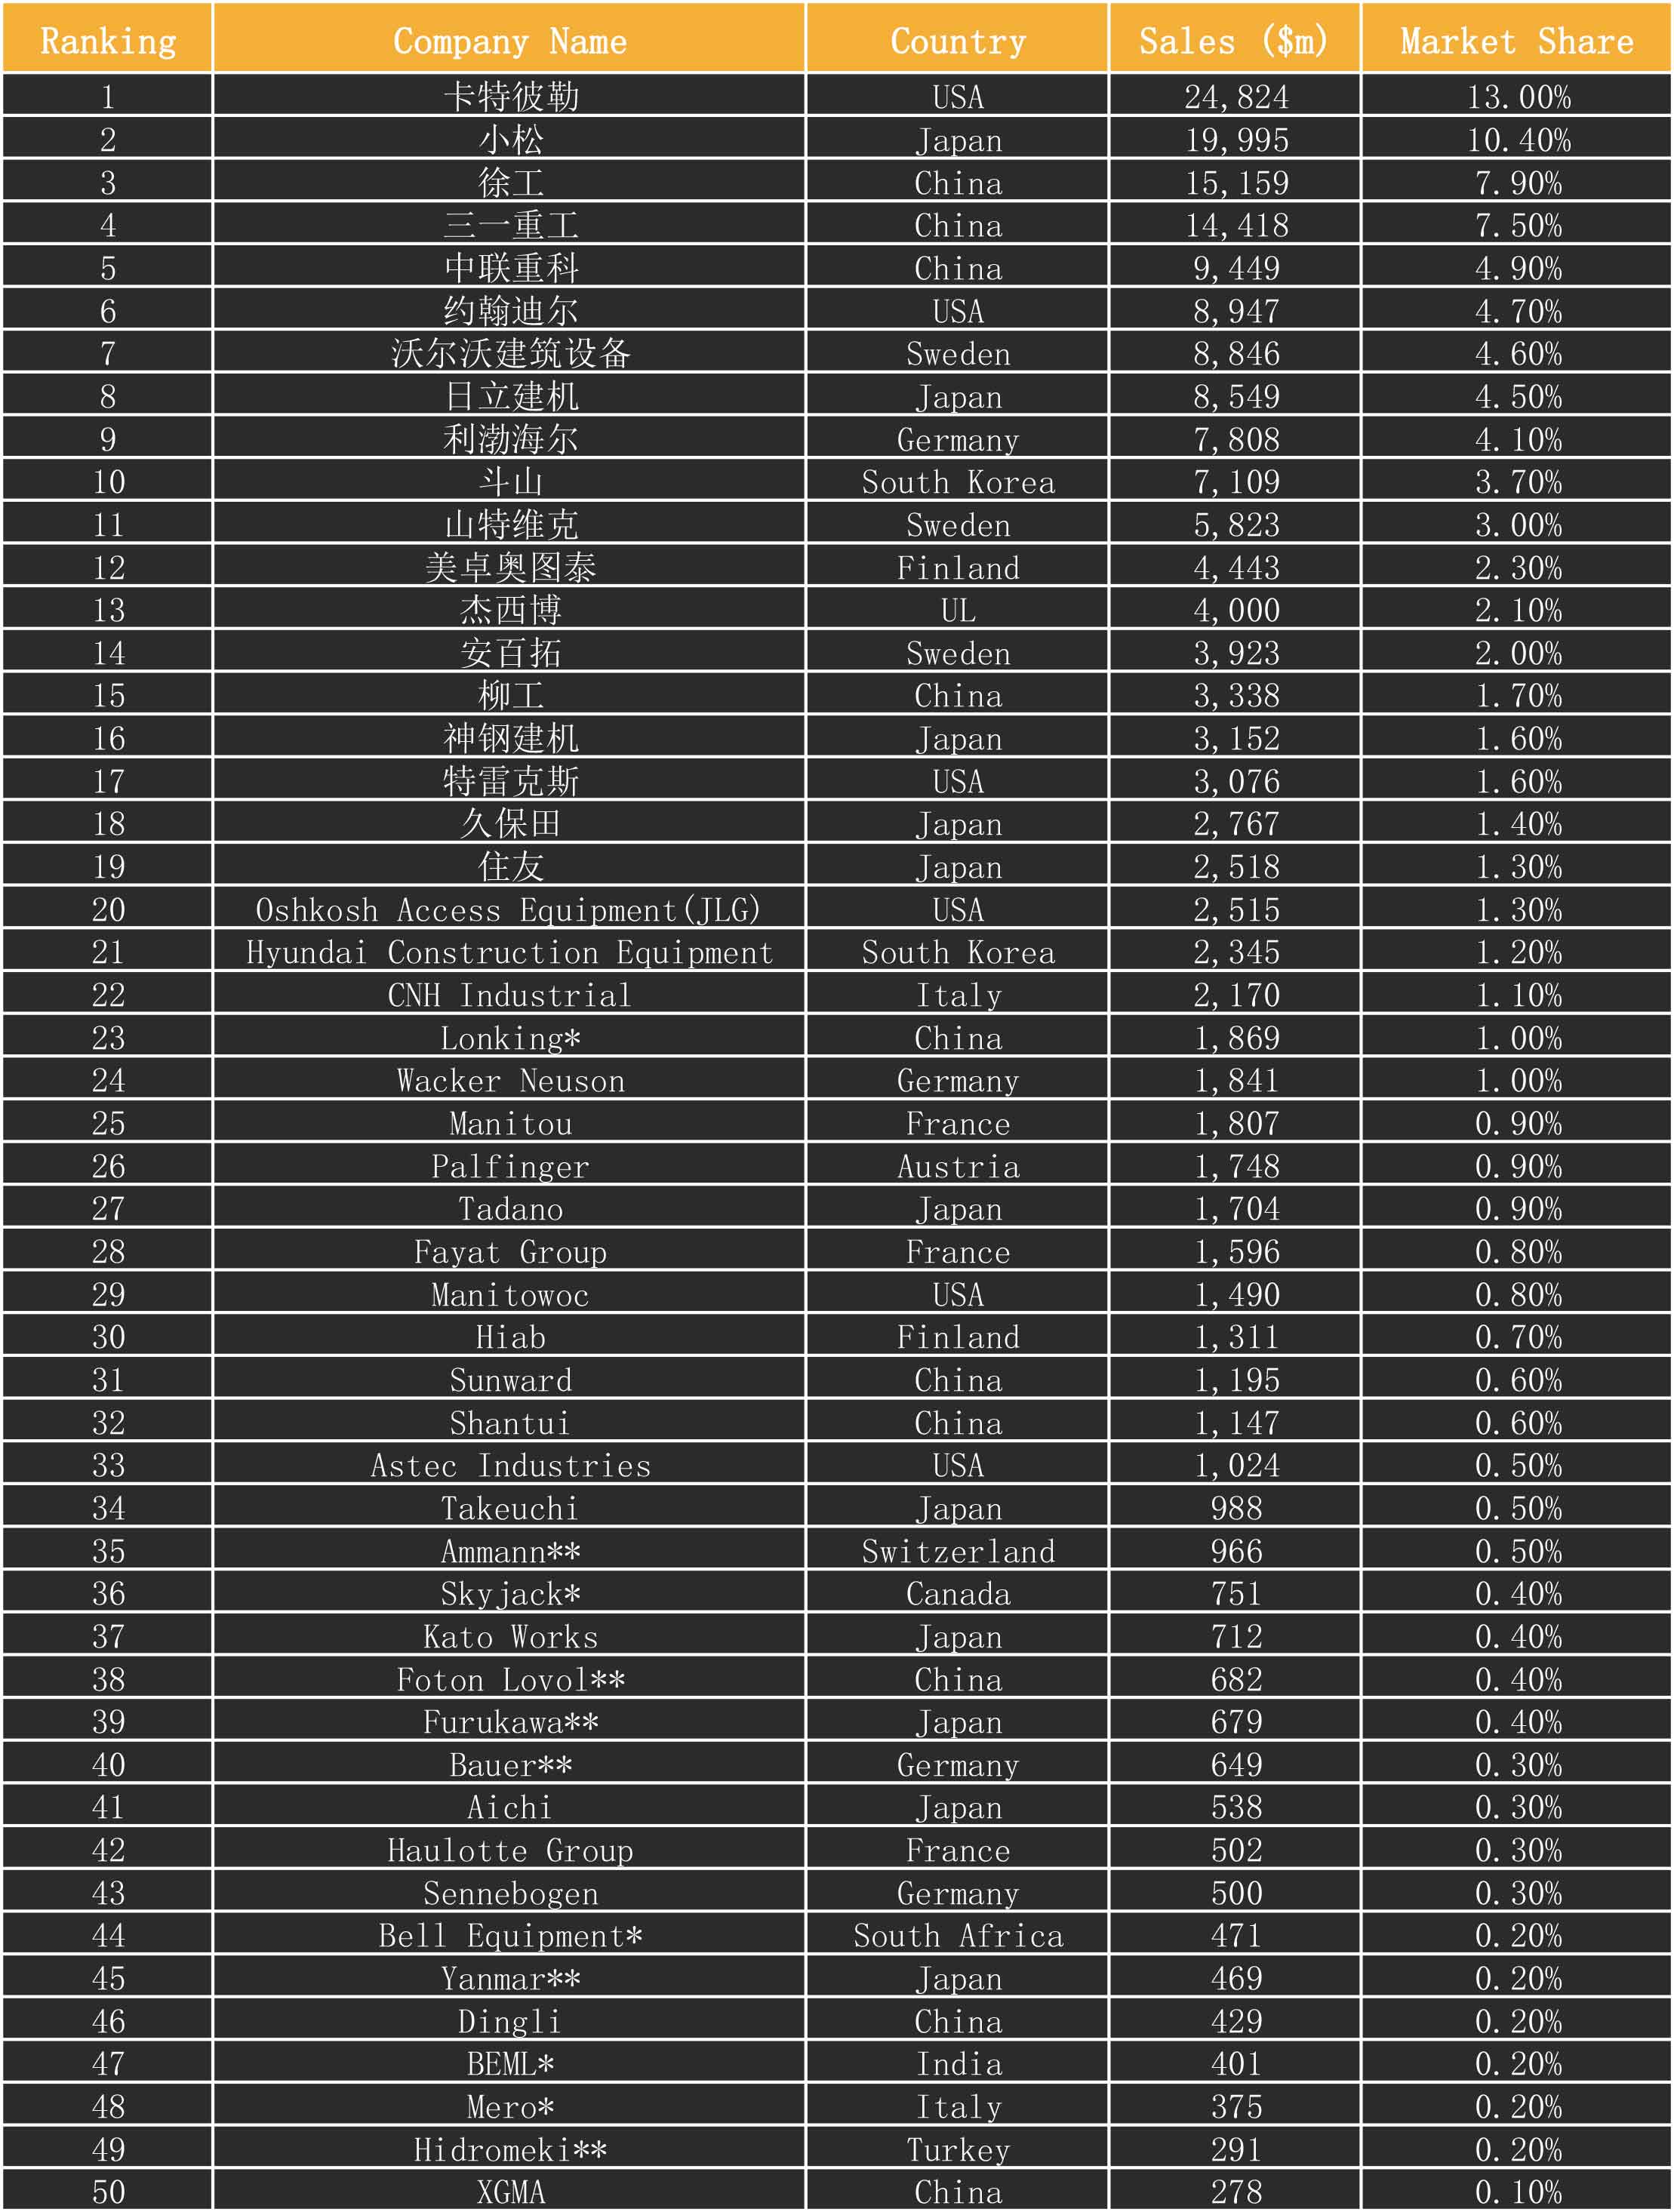 Ranking Company Name Country Sales ($m) Market Share
1 卡特彼勒 USA 24,824 13.00%
2 小松 Japan 19,995 10.40%
3 徐工 China 15,159 7.90%
4 三一重工 China 14,418 7.50%
5 中联重科 China 9,449 4.90%
6 约翰迪尔 USA 8,947 4.70%
7 沃尔沃建筑设备 Sweden 8,846 4.60%
8 日立建机 Japan 8,549 4.50%
9 利渤海尔 Germany 7,808 4.10%
10 斗山 South Korea 7,109 3.70%
11 山特维克 Sweden 5,823 3.00%
12 美卓奥图泰 Finland 4,443 2.30%
13 杰西博 UL 4,000 2.10%
14 安百拓 Sweden 3,923 2.00%
15 柳工 China 3,338 1.70%
16 神钢建机 Japan 3,152 1.60%
17 特雷克斯 USA 3,076 1.60%
18 久保田 Japan 2,767 1.40%
19 住友 Japan 2,518 1.30%
20 Oshkosh Access Equipment(JLG) USA 2,515 1.30%
21 Hyundai Construction Equipment South Korea 2,345 1.20%
22 CNH Industrial Italy 2,170 1.10%
23 Lonking* China 1,869 1.00%
24 Wacker Neuson Germany 1,841 1.00%
25 Manitou France 1,807 0.90%
26 Palfinger Austria 1,748 0.90%
27 Tadano Japan 1,704 0.90%
28 Fayat Group France 1,596 0.80%
29 Manitowoc USA 1,490 0.80%
30 Hiab Finland 1,311 0.70%
31 Sunward China 1,195 0.60%
32 Shantui China 1,147 0.60%
33 Astec Industries USA 1,024 0.50%
34 Takeuchi Japan 988 0.50%
35 Ammann** Switzerland 966 0.50%
36 Skyjack* Canada 751 0.40%
37 Kato Works Japan 712 0.40%
38 Foton Lovol** China 682 0.40%
39 Furukawa** Japan 679 0.40%
40 Bauer** Germany 649 0.30%
41 Aichi Japan 538 0.30%
42 Haulotte Group France 502 0.30%
43 Sennebogen Germany 500 0.30%
44 Bell Equipment* South Africa 471 0.20%
45 Yanmar** Japan 469 0.20%
46 Dingli China 429 0.20%
47 BEML* India 401 0.20%
48 Mero* Italy 375 0.20%
49 Hidromeki** Turkey 291 0.20%
50 XGMA China 278 0.10%